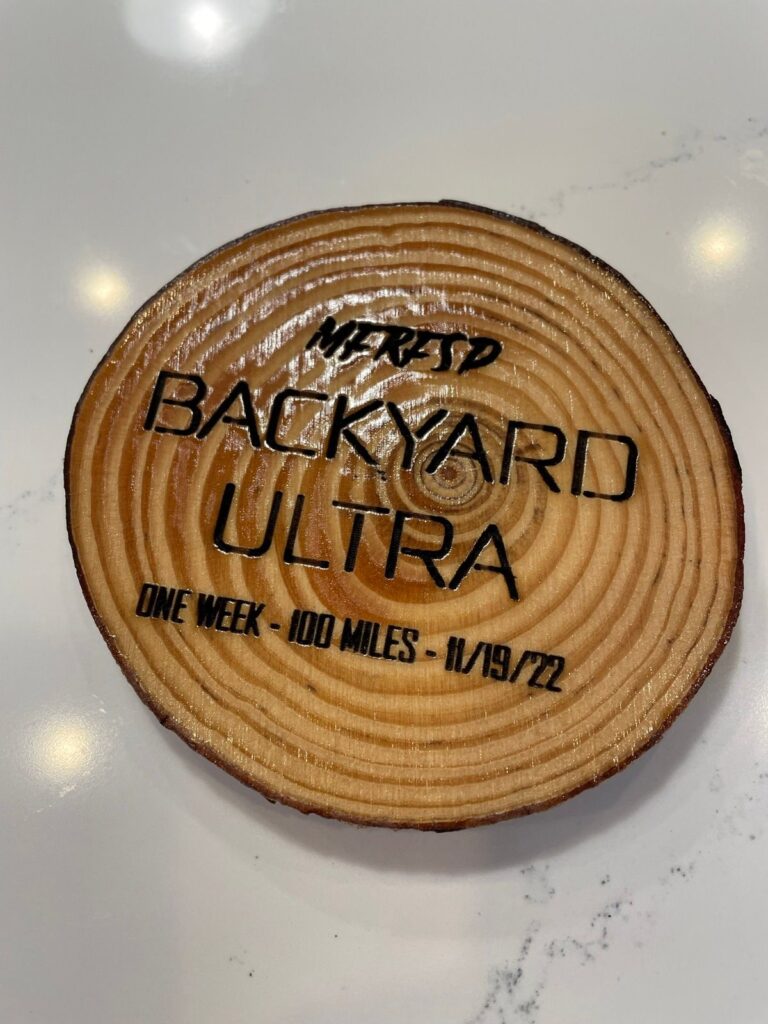 MFRFSD
BACKYARD
ULTRA
ONE WEEK - 100 MILES - 11/19/22